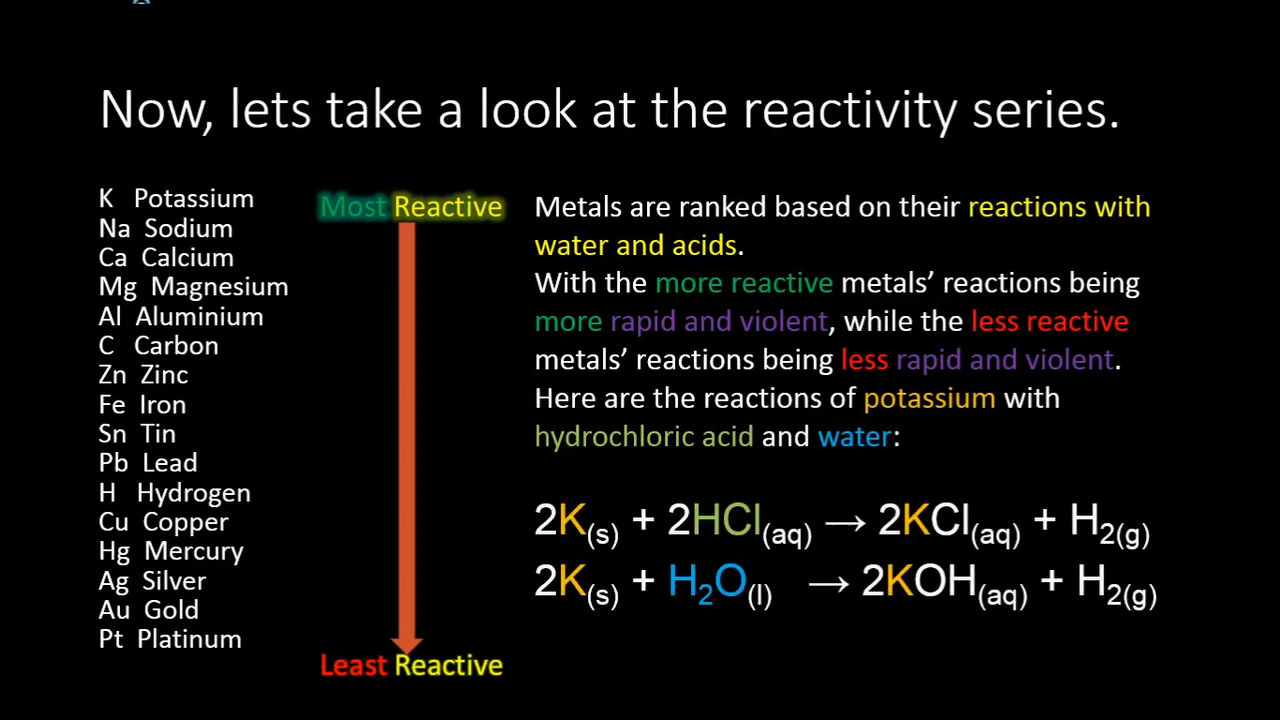 Now, lets take a look at the reactivity series.
K Potassium
Na Sodium
Ca Calcium
Mg Magnesium
Al Aluminium
C Carbon
Zn Zinc
Fe Iron
Sn Tin
Pb Lead
H Hydrogen
Cu Copper
Hg Mercury
Ag Silver
Au Gold
Pt Platinum
Most Reactive
Least Reactive
Metals are ranked based on their reactions with
water and acids.
With the more reactive metals’ reactions being
more rapid and violent, while the less reactive
metals’ reactions being less rapid and violent.
Here are the reactions of potassium with
hydrochloric acid and water:
2K(s) + 2HCl(aq) → 2KCl(aq) + H2(g)
2K(s) + H2O(l) → 2KOH(aq) + H2(g)